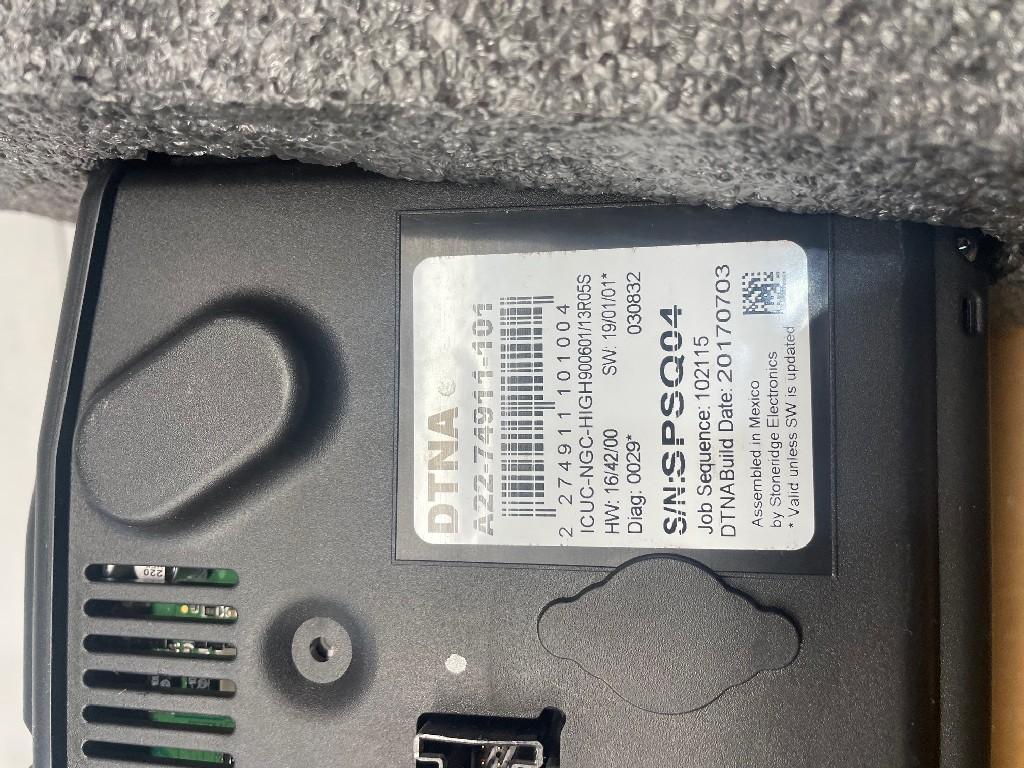 DTNA
A22-74911-101
2 274911 101004
ICUC-NGC-HIGH900601/13R05S
HW: 16/42/00 SW: 19/01/01*
Diag: 0029* 030832
S/N:SPSQ04
Job Sequence: 102115
DTNABuild Date: 20170703
Assembled in Mexico
by Stoneridge Electronics
* Valid unless SW is updated
220